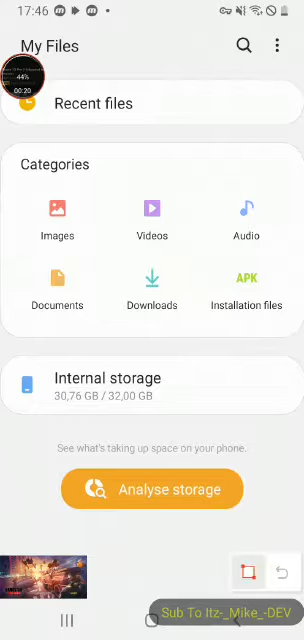 17:46
My Files
44%
00:20
Recent files
Categories
Images
Videos
Audio
APK
Documents
Downloads
Installation files
Internal storage
30,76 GB / 32,00 GB
See what's taking up space on your phone.
Analyse storage
Sub To Itz-_Mike_-DEV